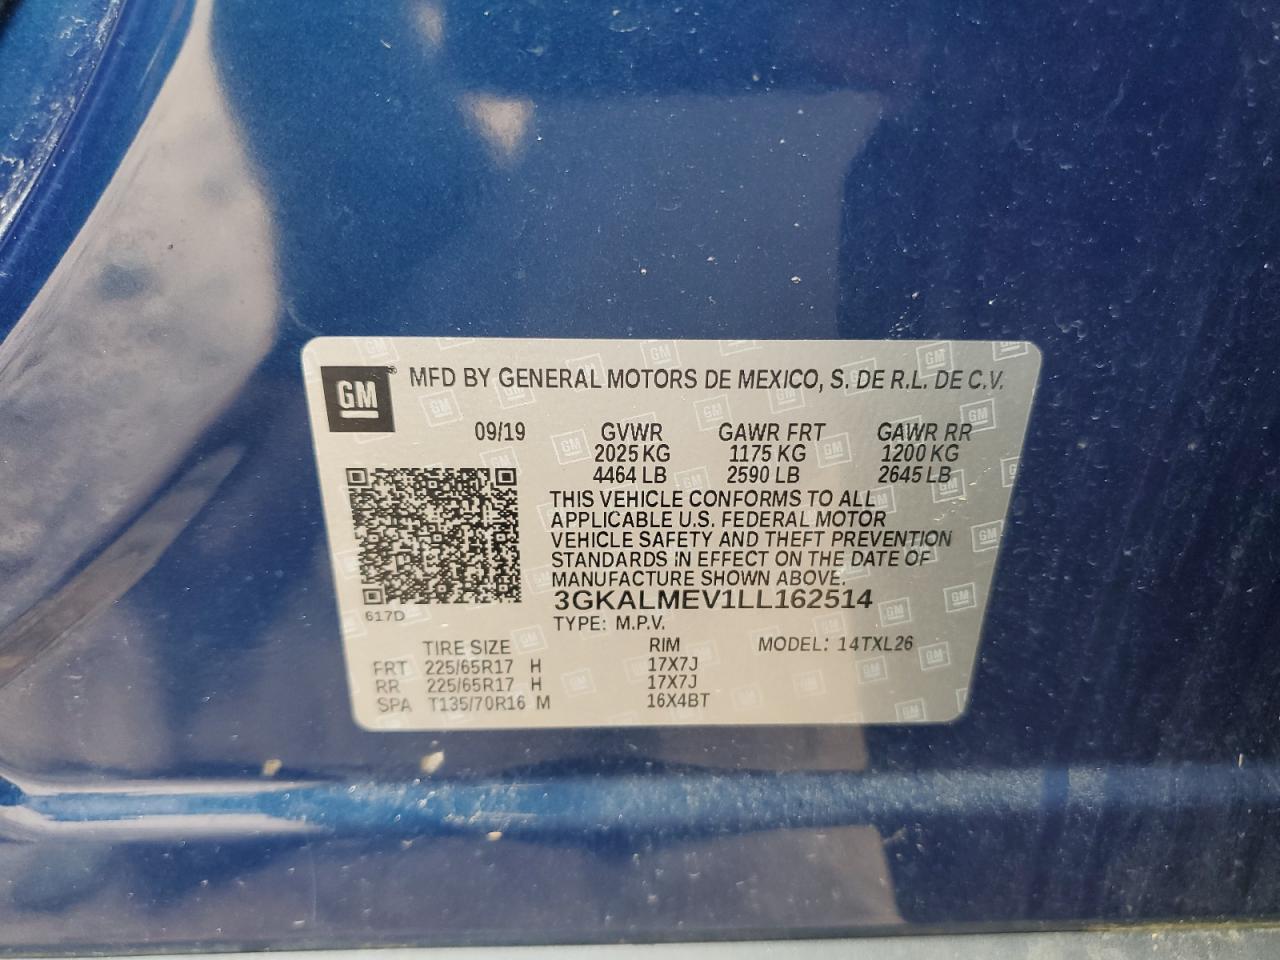 GM
MFD BY GENERAL MOTORS DE MEXICO, S. DE R.L. DE C.V.
09/19 GVWR GAWR FRT GAWR RR
2025 KG 1175 KG 1200 KG
4464 LB 2590 LB 2645 LB
THIS VEHICLE CONFORMS TO ALL
APPLICABLE U.S. FEDERAL MOTOR
VEHICLE SAFETY AND THEFT PREVENTION
STANDARDS IN EFFECT ON THE DATE OF
MANUFACTURE SHOWN ABOVE.
3GKALMEV1LL162514
617D
TYPE: M.P.V.
TIRE SIZE RIM MODEL: 14TXL26
FRT 225/65R17 H 17X7J
RR 225/65R17 H 17X7J
SPA T135/70R16 M 16X4BT